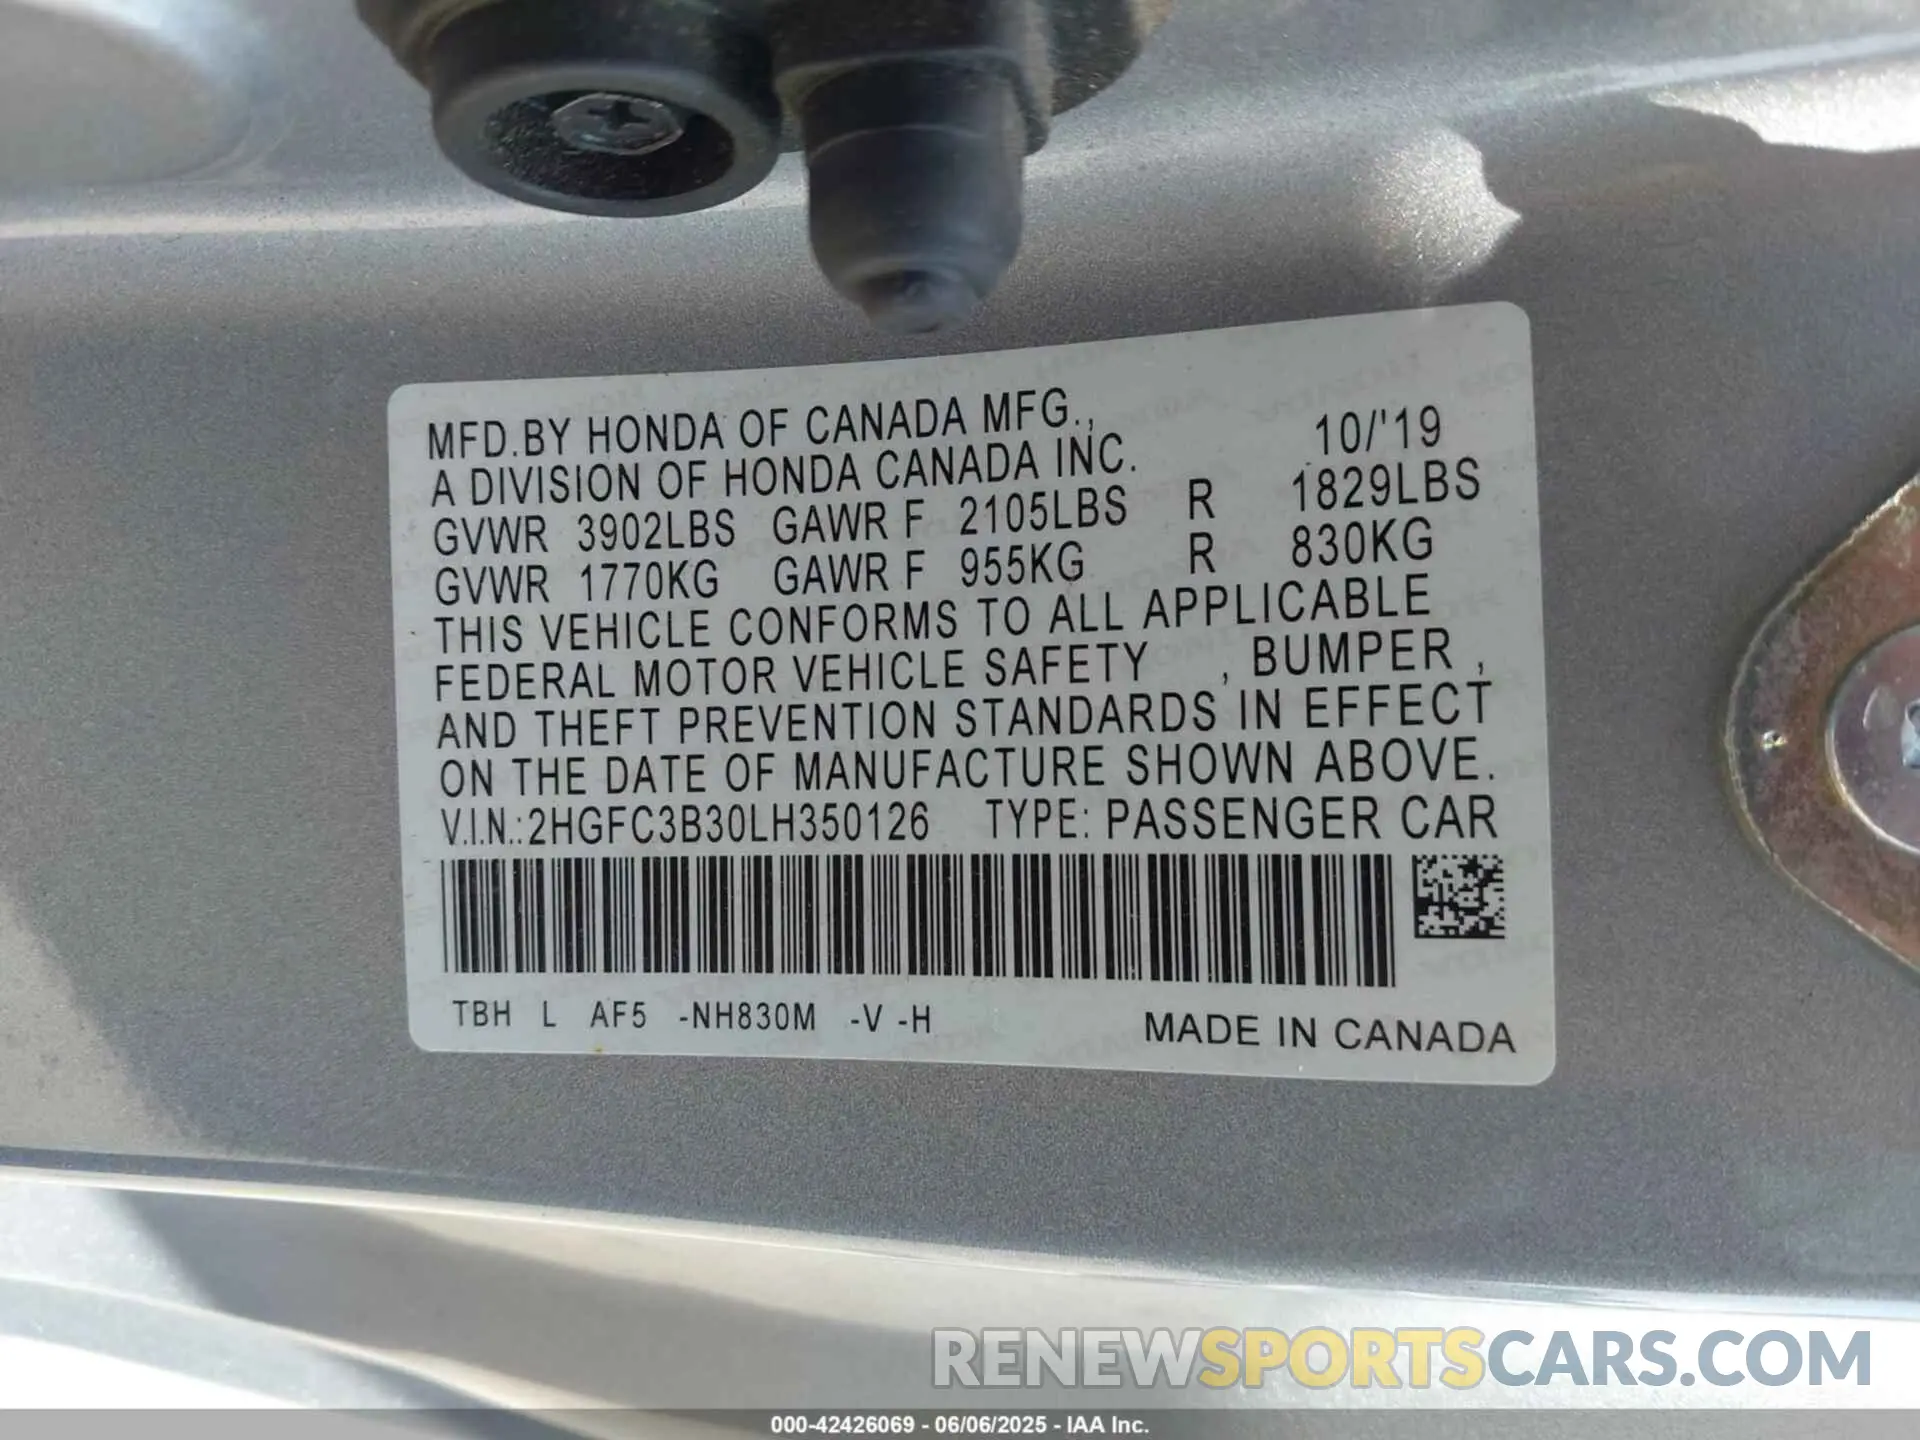 MFD.BY HONDA OF CANADA MFG., 10/'19
A DIVISION OF HONDA CANADA INC.
GVWR 3902LBS GAWR F 2105LBS R 1829LBS
GVWR 1770KG GAWR F 955KG R 830KG
THIS VEHICLE CONFORMS TO ALL APPLICABLE
FEDERAL MOTOR VEHICLE SAFETY , BUMPER ,
AND THEFT PREVENTION STANDARDS IN EFFECT
ON THE DATE OF MANUFACTURE SHOWN ABOVE.
V.I.N.:2HGFC3B30LH350126 TYPE: PASSENGER CAR
TBH L AF5 -NH830M -V -H MADE IN CANADA
RENEWSPORTSCARS.COM
000-42426069 - 06/06/2025 - IAA Inc.